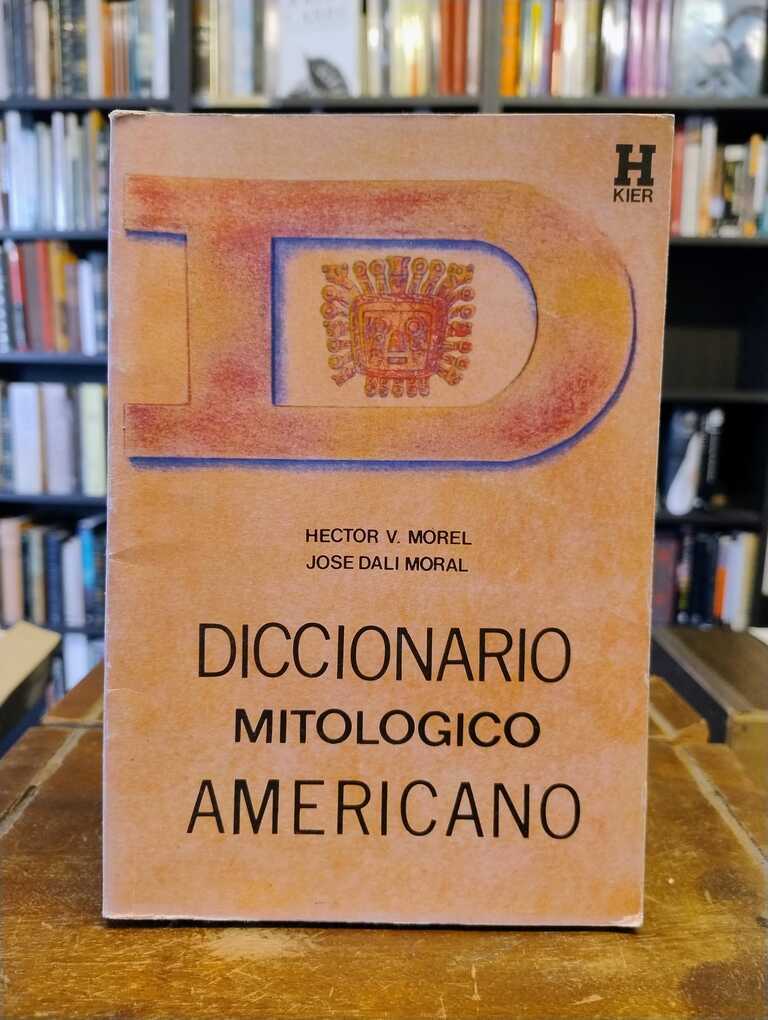 H
KIER
D
HECTOR V. MOREL
JOSE DALI MORAL
DICCIONARIO
MITOLOGICO
AMERICANO